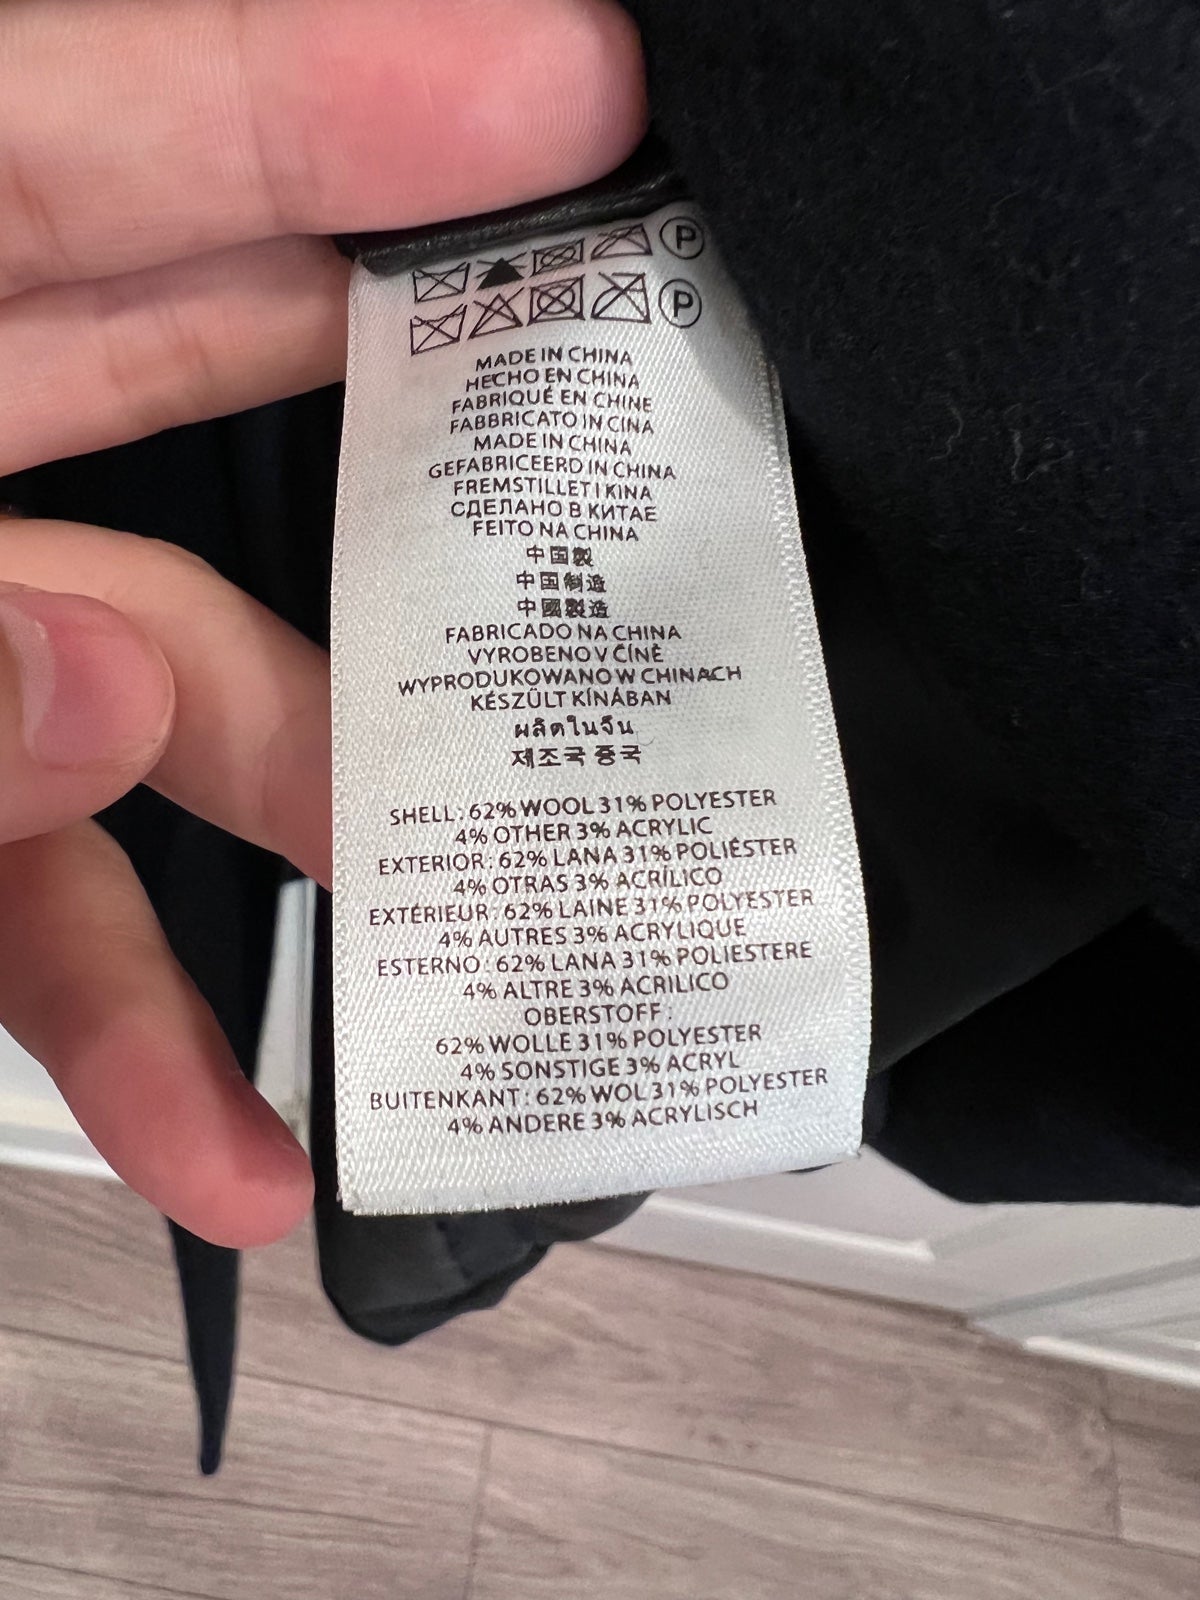 P
P
MADE IN CHINA
HECHO EN CHINA
FABRIQUÉ EN CHINE
FABBRICATO IN CINA
MADE IN CHINA
GEFABRICEERD IN CHINA
FREMSTILLET I KINA
СДЕЛАНО В КИТАЕ
FEITO NA CHINA
中国製
中国制造
中國製造
FABRICADO NA CHINA
VYROBENO V ČÍNĚ
WYPRODUKOWANO W CHINACH
KÉSZÜLT KÍNÁBAN
ผลิตในจีน
제조국 중국
SHELL: 62% WOOL 31% POLYESTER
4% OTHER 3% ACRYLIC
EXTERIOR: 62% LANA 31% POLIÉSTER
4% OTRAS 3% ACRÍLICO
EXTÉRIEUR: 62% LAINE 31% POLYESTER
4% AUTRES 3% ACRYLIQUE
ESTERNO: 62% LANA 31% POLIESTERE
4% ALTRE 3% ACRILICO
OBERSTOFF:
62% WOLLE 31% POLYESTER
4% SONSTIGE 3% ACRYL
BUITENKANT: 62% WOL 31% POLYESTER
4% ANDERE 3% ACRYLISCH